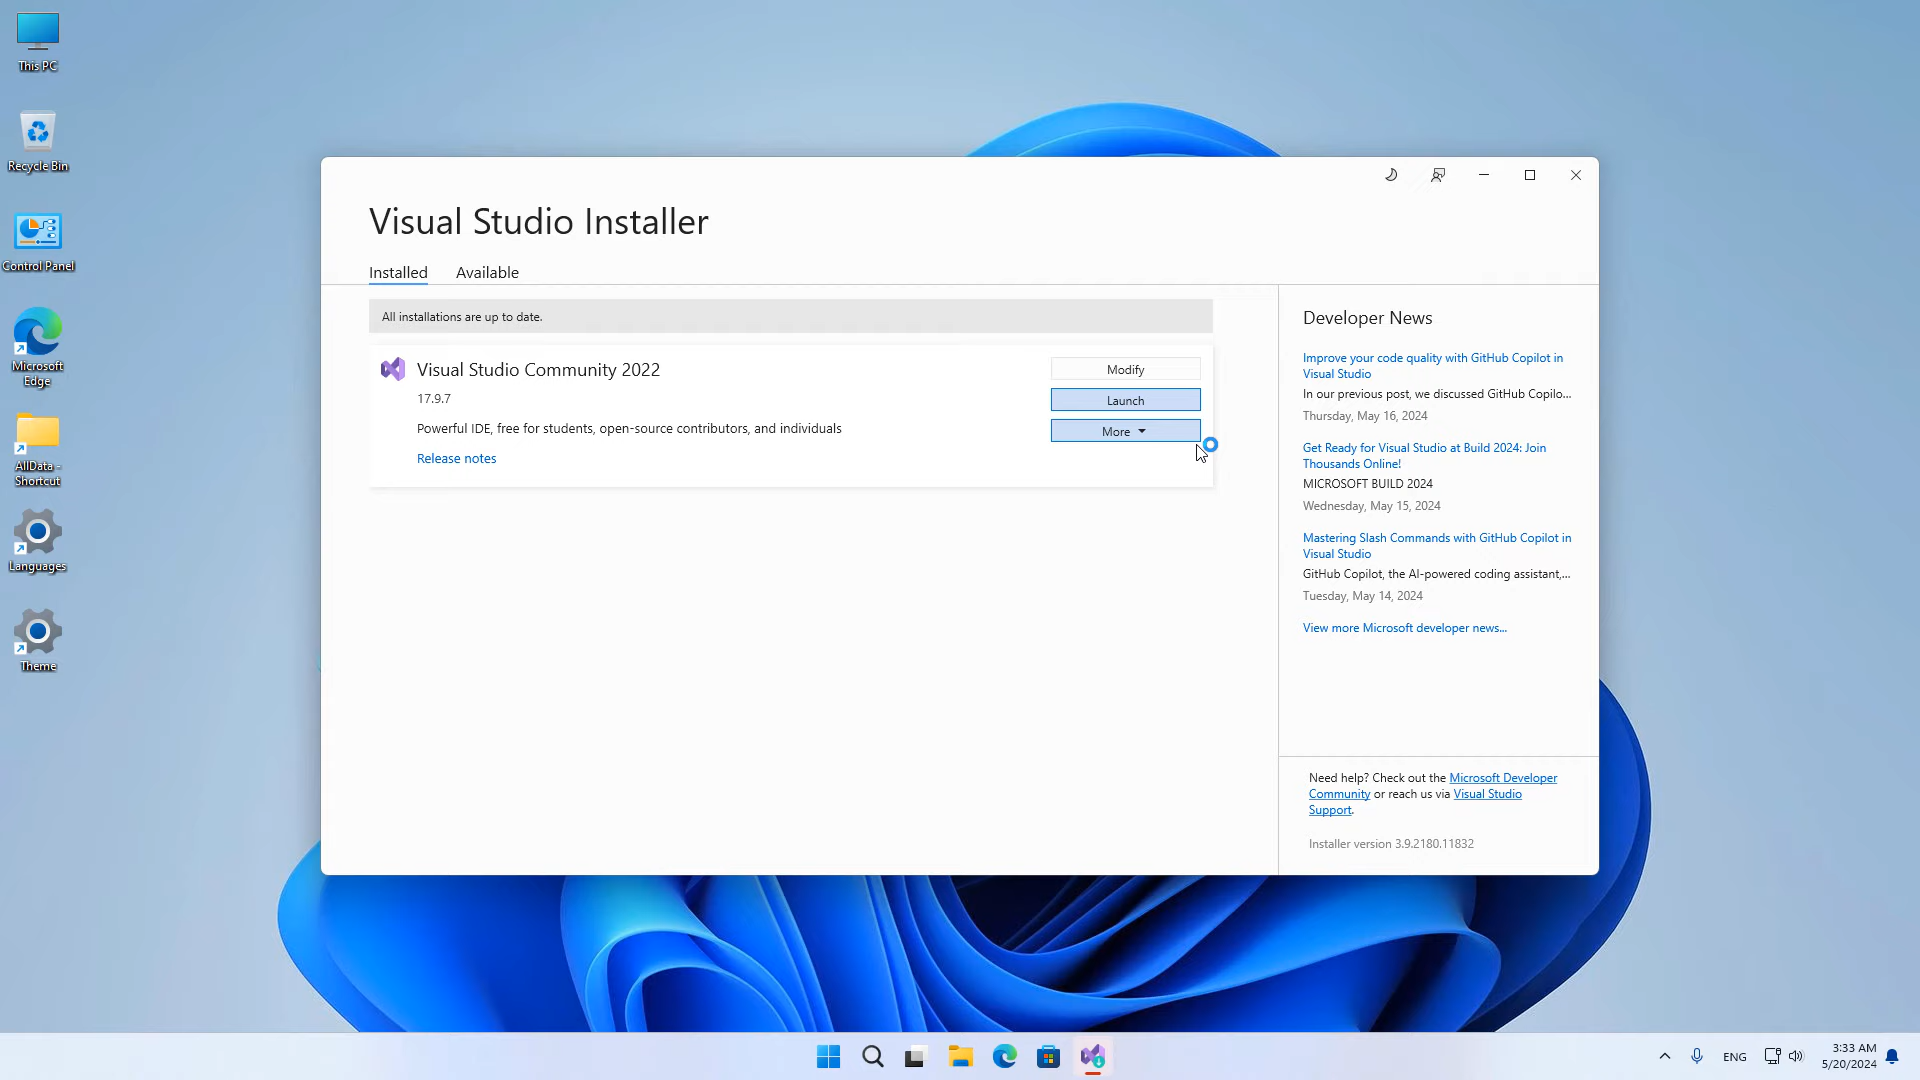 This PC
Recycle Bin
Control Panel
Microsoft
Edge
AllData -
Shortcut
Languages
Theme
Visual Studio Installer
Installed
Available
All installations are up to date.
Visual Studio Community 2022
17.9.7
Powerful IDE, free for students, open-source contributors, and individuals
Release notes
Modify
Launch
More
Developer News
Improve your code quality with GitHub Copilot in
Visual Studio
In our previous post, we discussed GitHub Copilo...
Thursday, May 16, 2024
Get Ready for Visual Studio at Build 2024: Join
Thousands Online!
MICROSOFT BUILD 2024
Wednesday, May 15, 2024
Mastering Slash Commands with GitHub Copilot in
Visual Studio
GitHub Copilot, the AI-powered coding assistant,...
Tuesday, May 14, 2024
View more Microsoft developer news...
Need help? Check out the Microsoft Developer
Community or reach us via Visual Studio
Support.
Installer version 3.9.2180.11832
ENG
3:33 AM
5/20/2024